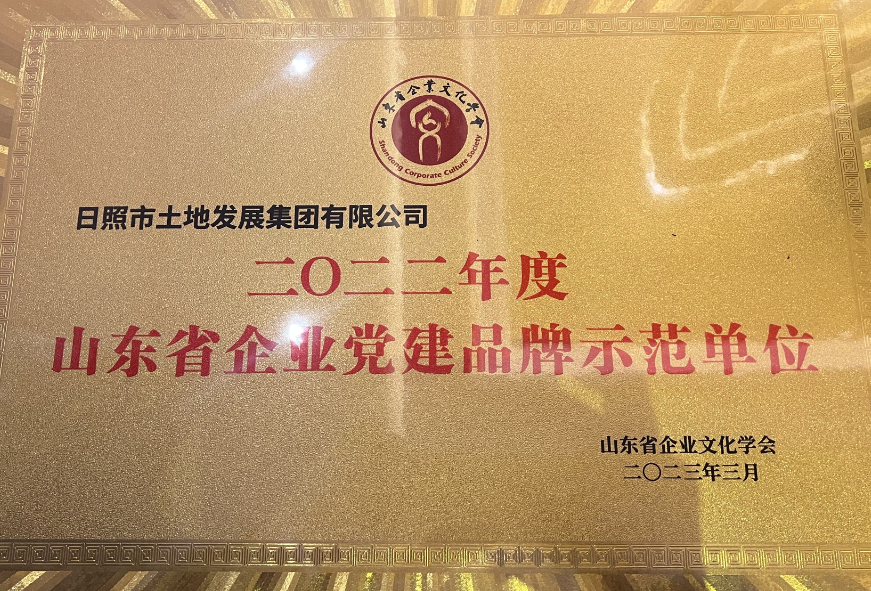 山东省企业文化学会
Shandong Corporate Culture Society
日照市土地发展集团有限公司
二〇二二年度
山东省企业党建品牌示范单位
山东省企业文化学会
二〇二三年三月